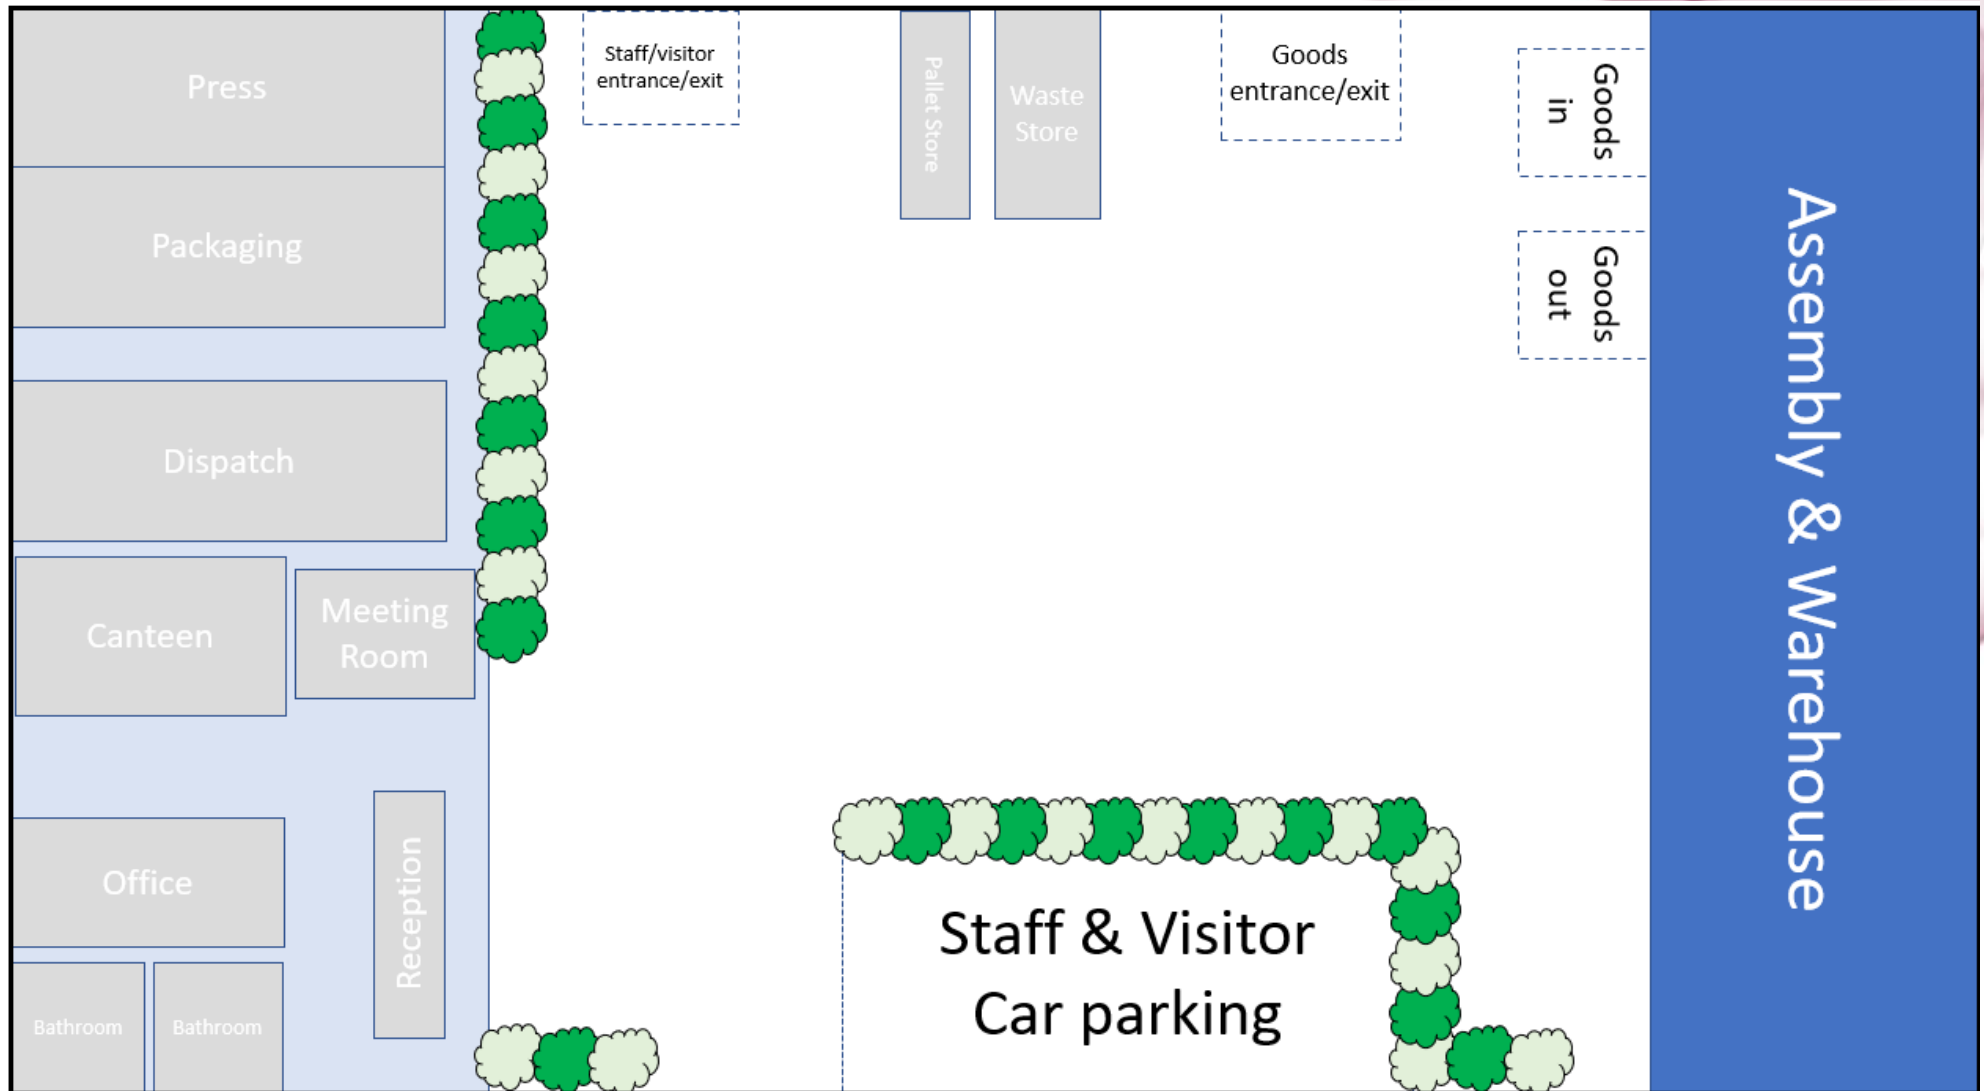 Press
Packaging
Dispatch
Canteen
Meeting
Room
Office
Reception
Bathroom
Bathroom
Staff/visitor
entrance/exit
Pallet Store
Waste
Store
Goods
entrance/exit
Goods
in
Goods
out
Staff & Visitor
Car parking
Assembly & Warehouse